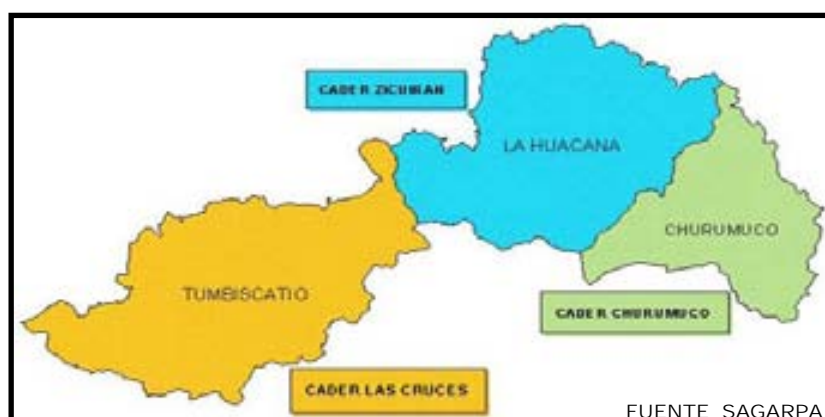 CADER ZICUIRAN
LA HUACANA
CHURUMUCO
TUMBISCATIO
CADER CHURUMUCO
CADER LAS CRUCES
FUENTE SAGARPA